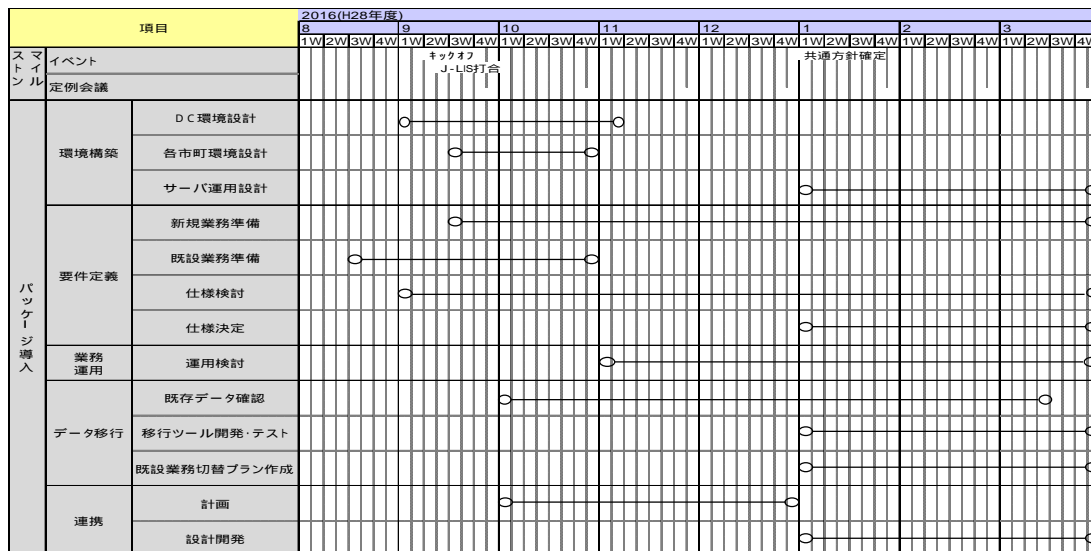 項目
2016(H28年度)
8 9 10 11 12 1 2 3
1W 2W 3W 4W 1W 2W 3W 4W 1W 2W 3W 4W 1W 2W 3W 4W 1W 2W 3W 4W 1W 2W 3W 4W 1W 2W 3W 4W 1W 2W 3W 4W
マイルストン
イベント
キックオフ
J-LIS打合
共通方針確定
定例会議
パッケージ導入
環境構築
DC環境設計
各市町環境設計
サーバ運用設計
要件定義
新規業務準備
既設業務準備
仕様検討
仕様決定
業務
運用
運用検討
データ移行
既存データ確認
移行ツール開発・テスト
既設業務切替プラン作成
連携
計画
設計開発